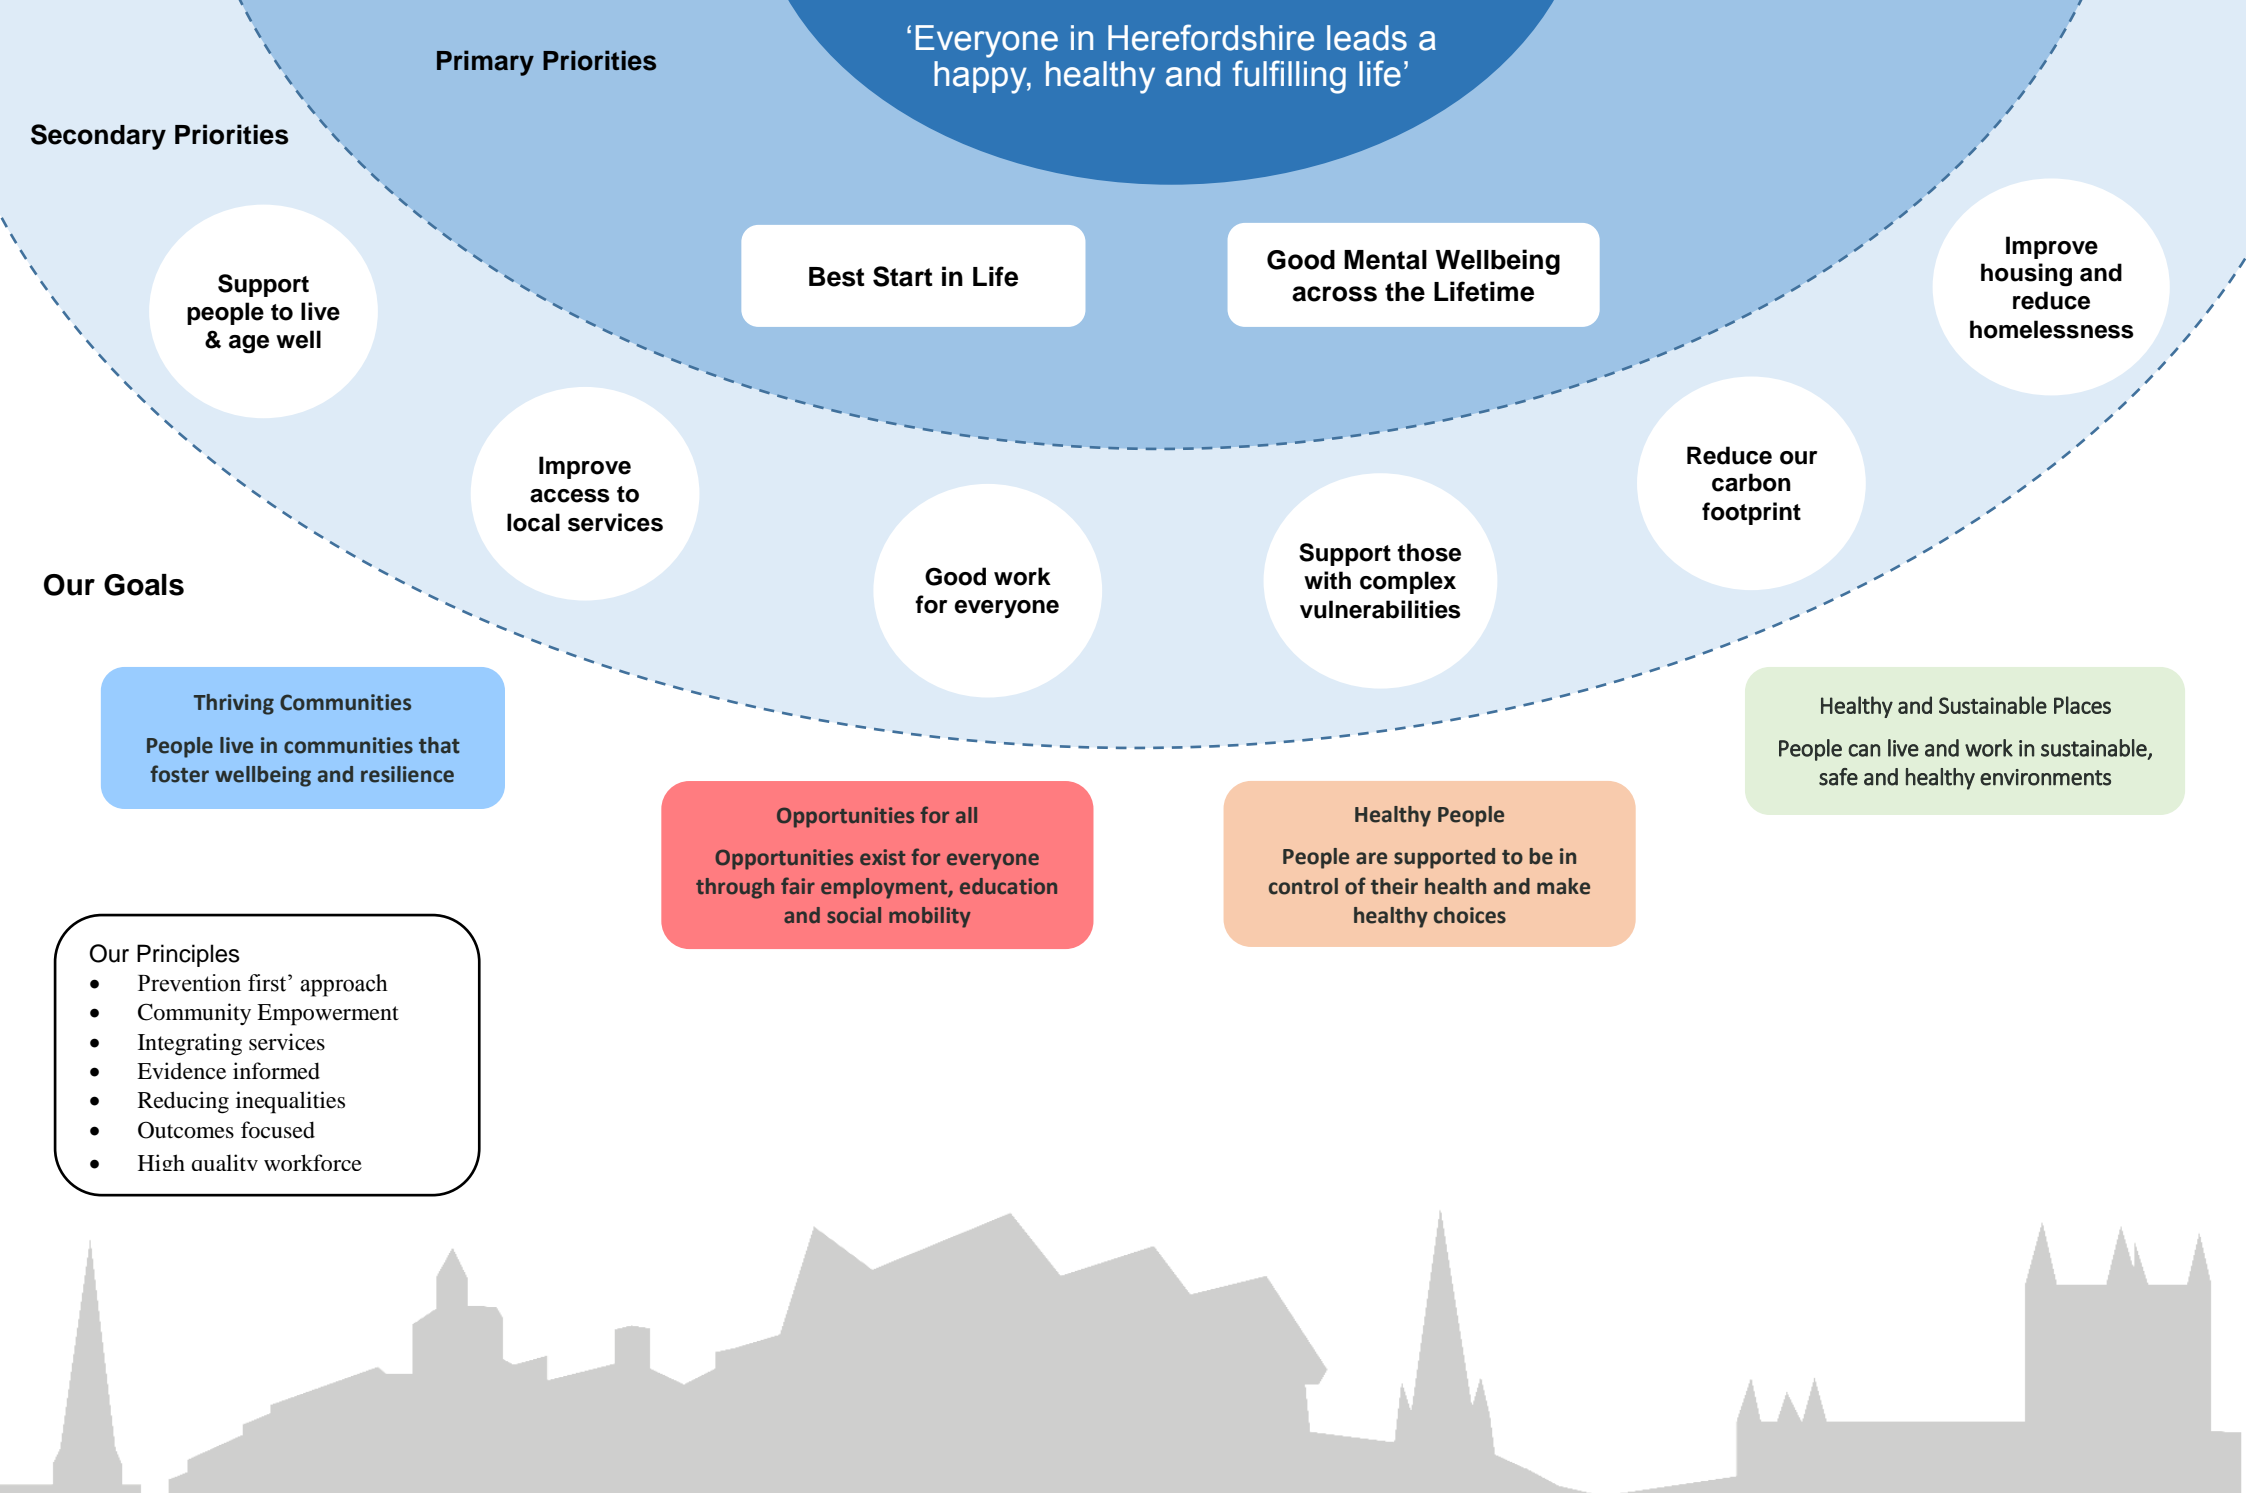 ‘Everyone in Herefordshire leads a
happy, healthy and fulfilling life’
Primary Priorities
Secondary Priorities
Best Start in Life
Good Mental Wellbeing
across the Lifetime
Support
people to live
& age well
Improve
access to
local services
Good work
for everyone
Support those
with complex
vulnerabilities
Reduce our
carbon
footprint
Improve
housing and
reduce
homelessness
Our Goals
Thriving Communities
People live in communities that
foster wellbeing and resilience
Opportunities for all
Opportunities exist for everyone
through fair employment, education
and social mobility
Healthy People
People are supported to be in
control of their health and make
healthy choices
Healthy and Sustainable Places
People can live and work in sustainable,
safe and healthy environments
Our Principles
• Prevention first’ approach
• Community Empowerment
• Integrating services
• Evidence informed
• Reducing inequalities
• Outcomes focused
• High quality workforce